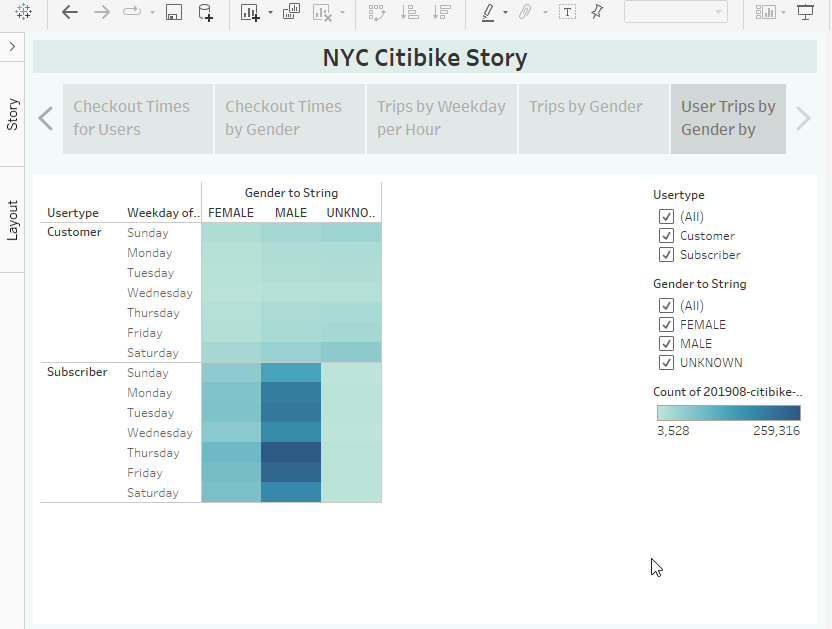 NYC Citibike Story
Story
Layout
Checkout Times
for Users
Checkout Times
by Gender
Trips by Weekday
per Hour
Trips by Gender
User Trips by
Gender by
Gender to String
Usertype Weekday of.. FEMALE MALE UNKNO..
Customer Sunday
Monday
Tuesday
Wednesday
Thursday
Friday
Saturday
Subscriber Sunday
Monday
Tuesday
Wednesday
Thursday
Friday
Saturday
Usertype
(All)
Customer
Subscriber
Gender to String
(All)
FEMALE
MALE
UNKNOWN
Count of 201908-citibike-..
3,528 259,316